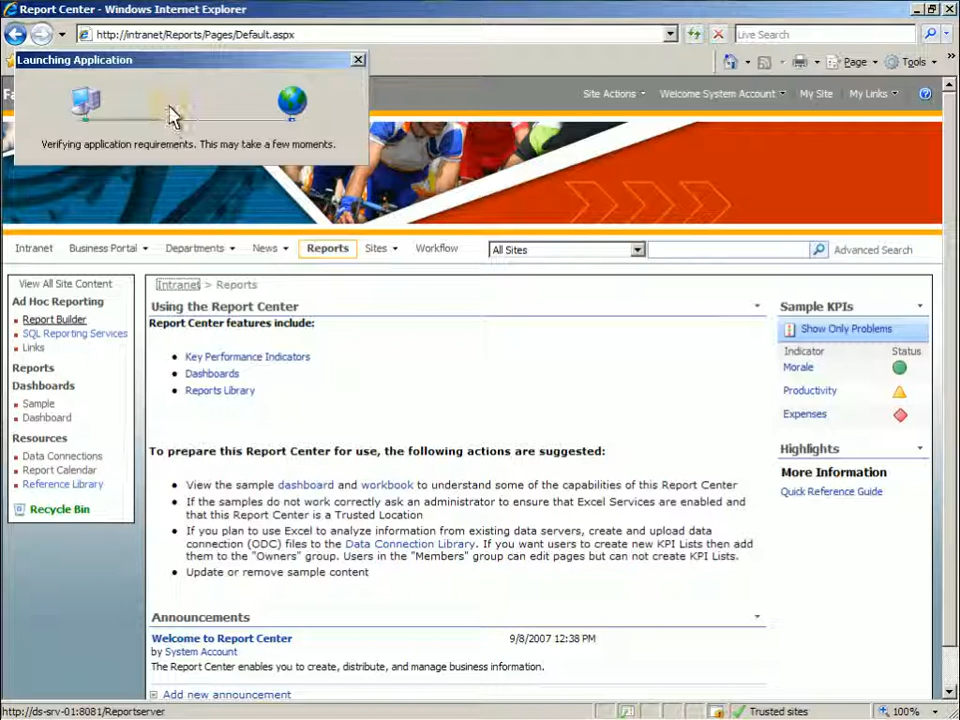 Report Center - Windows Internet Explorer
http://intranet/Reports/Pages/Default.aspx
Live Search
Page
Tools
»
Launching Application
Verifying application requirements. This may take a few moments.
Site Actions
Welcome System Account
My Site
My Links
Intranet
Business Portal
Departments
News
Reports
Sites
Workflow
All Sites
Advanced Search
View All Site Content
Ad Hoc Reporting
Report Builder
SQL Reporting Services
Links
Reports
Dashboards
Sample
Dashboard
Resources
Data Connections
Report Calendar
Reference Library
Recycle Bin
Intranet > Reports
Using the Report Center
Report Center features include:
Key Performance Indicators
Dashboards
Reports Library
To prepare this Report Center for use, the following actions are suggested:
View the sample dashboard and workbook to understand some of the capabilities of this Report Center
If the samples do not work correctly ask an administrator to ensure that Excel Services are enabled and
that this Report Center is a Trusted Location
If you plan to use Excel to analyze information from existing data servers, create and upload data
connection (ODC) files to the Data Connection Library. If you want users to create new KPI Lists then add
them to the "Owners" group. Users in the "Members" group can edit pages but can not create KPI Lists.
Update or remove sample content
Announcements
Welcome to Report Center
9/8/2007 12:38 PM
by System Account
The Report Center enables you to create, distribute, and manage business information.
Add new announcement
Sample KPIs
Show Only Problems
Indicator
Status
Morale
Productivity
Expenses
Highlights
More Information
Quick Reference Guide
http://ds-srv-01:8081/Reportserver
Trusted sites
100%